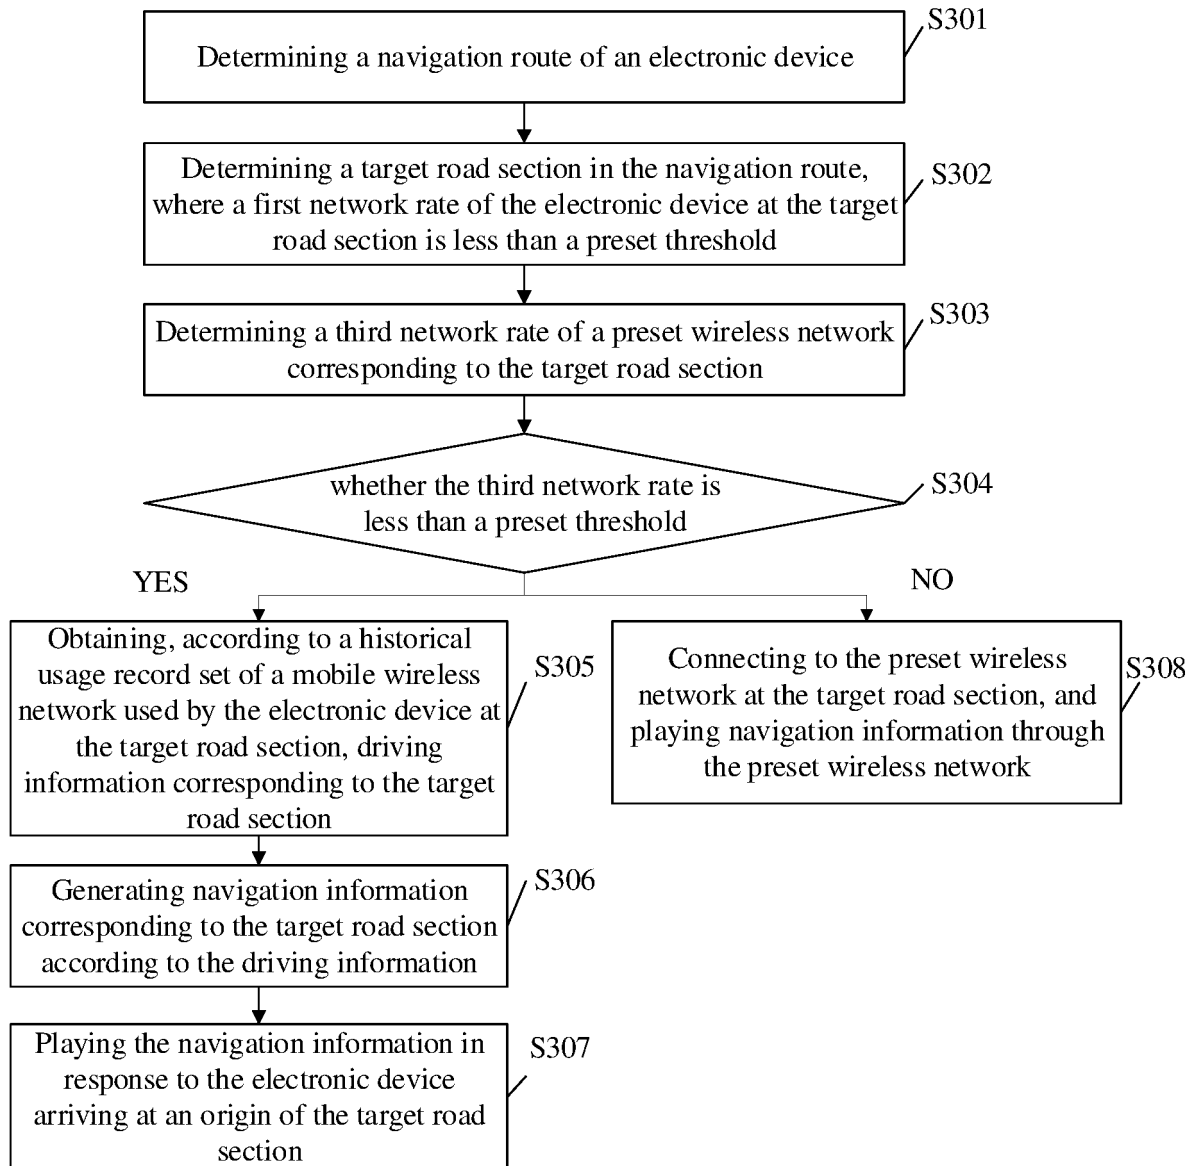 S301
Determining a navigation route of an electronic device
Determining a target road section in the navigation route,
where a first network rate of the electronic device at the target
road section is less than a preset threshold
S302
Determining a third network rate of a preset wireless network
corresponding to the target road section
S303
whether the third network rate is
less than a preset threshold
S304
YES
NO
Obtaining, according to a historical
usage record set of a mobile wireless
network used by the electronic device at
the target road section, driving
information corresponding to the target
road section
S305
Connecting to the preset wireless
network at the target road section, and
playing navigation information through
the preset wireless network
S308
Generating navigation information
corresponding to the target road section
according to the driving information
S306
Playing the navigation information in
response to the electronic device
arriving at an origin of the target road
section
S307